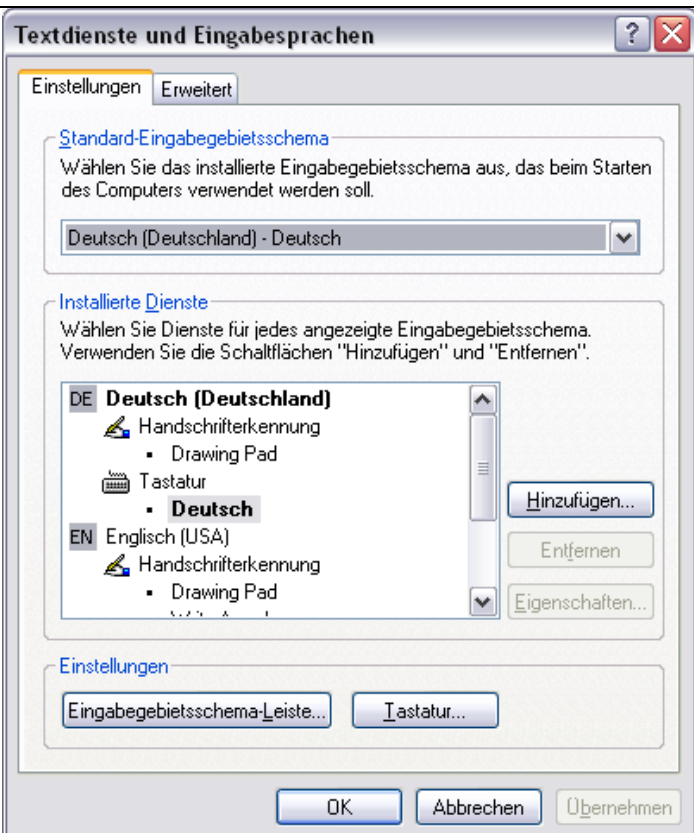 Textdienste und Eingabesprachen
?
Einstellungen
Erweitert
Standard-Eingabegebietsschema
Wählen Sie das installierte Eingabegebietsschema aus, das beim Starten
des Computers verwendet werden soll.
Deutsch (Deutschland) - Deutsch
Installierte Dienste
Wählen Sie Dienste für jedes angezeigte Eingabegebietsschema.
Verwenden Sie die Schaltflächen "Hinzufügen" und "Entfernen".
DE Deutsch (Deutschland)
Handschrifterkennung
▪ Drawing Pad
Tastatur
▪ Deutsch
EN Englisch (USA)
Handschrifterkennung
▪ Drawing Pad
Hinzufügen...
Entfernen
Eigenschaften...
Einstellungen
Eingabegebietsschema-Leiste...
Tastatur...
OK
Abbrechen
Übernehmen